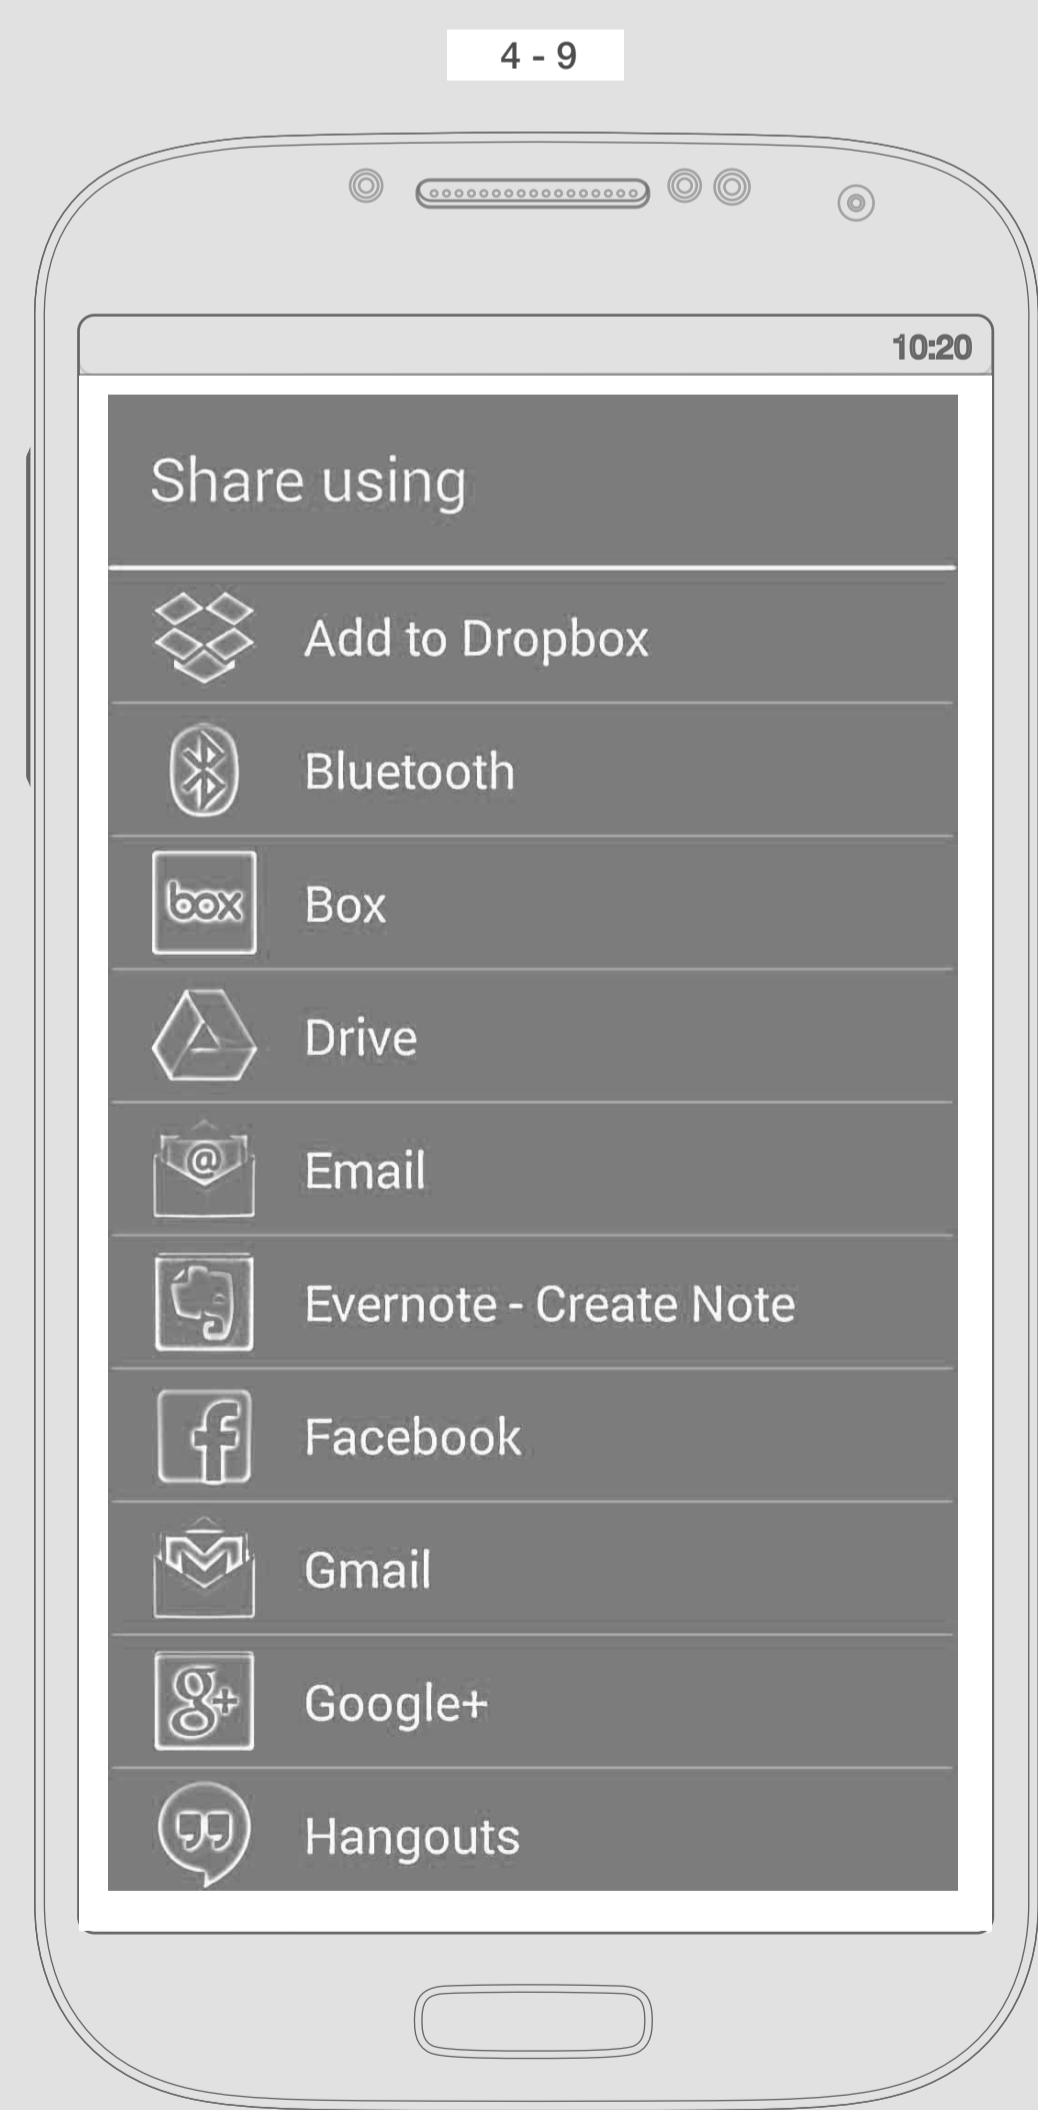 4 - 9
10:20
Share using
Add to Dropbox
Bluetooth
box
Box
Drive
@
Email
Evernote - Create Note
f
Facebook
M
Gmail
g+
Google+
Hangouts